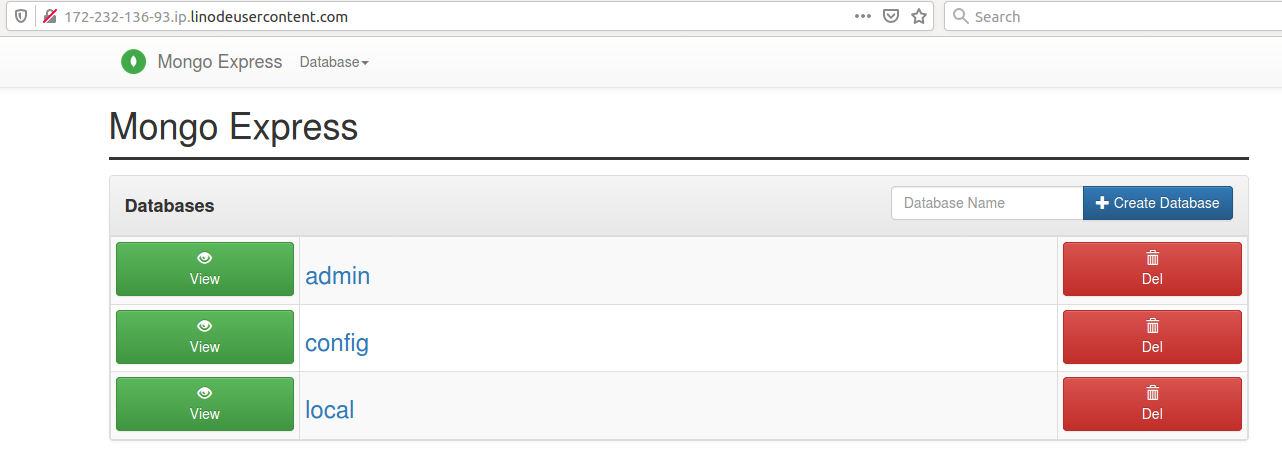 172-232-136-93.ip.linodeusercontent.com
Search
Mongo Express Database
Mongo Express
Databases
Database Name
Create Database
View
admin
Del
View
config
Del
View
local
Del